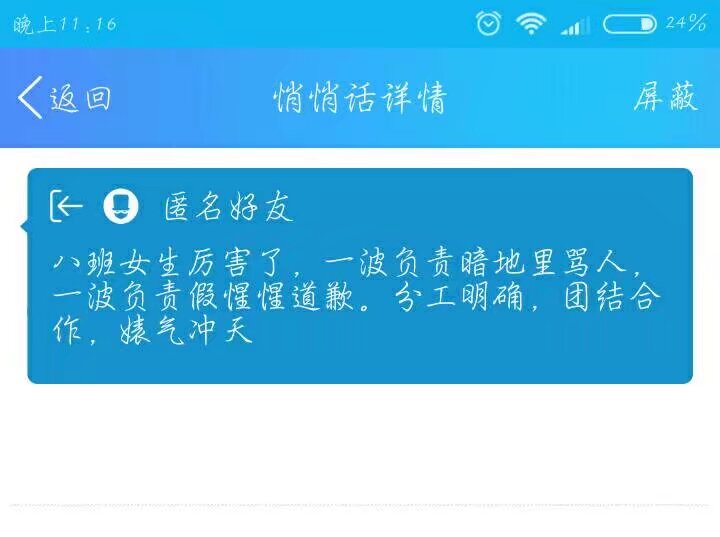 晚上11:16 24%
返回 悄悄话详情 屏蔽
匿名好友
八班女生厉害了，一波负责暗地里骂人，
一波负责假惺惺道歉。分工明确，团结合
作，婊气冲天